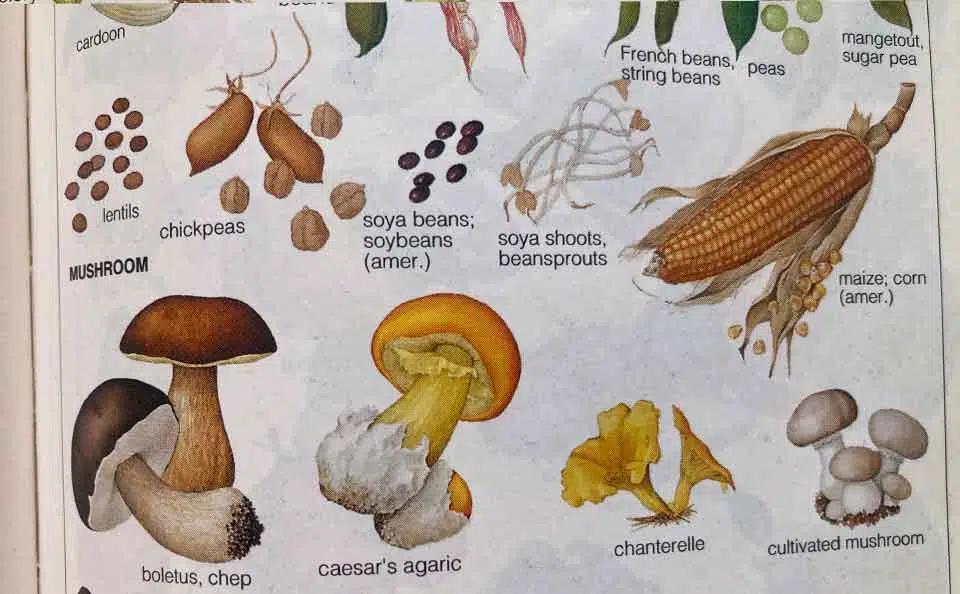 cardoon
French beans,
string beans
peas
mangetout,
sugar pea
lentils
chickpeas
soya beans;
soybeans
(amer.)
soya shoots,
beansprouts
maize; corn
(amer.)
MUSHROOM
boletus, chep
caesar's agaric
chanterelle
cultivated mushroom